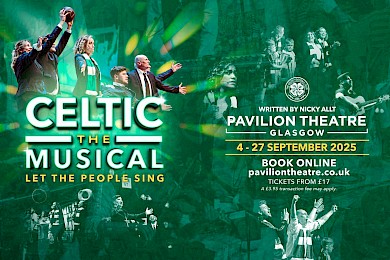 CELTIC
THE
MUSICAL
LET THE PEOPLE SING
WRITTEN BY NICKY ALLT
PAVILION THEATRE
GLASGOW
4 - 27 SEPTEMBER 2025
BOOK ONLINE
paviliontheatre.co.uk
TICKETS FROM £17
A £3.95 transaction fee may apply.